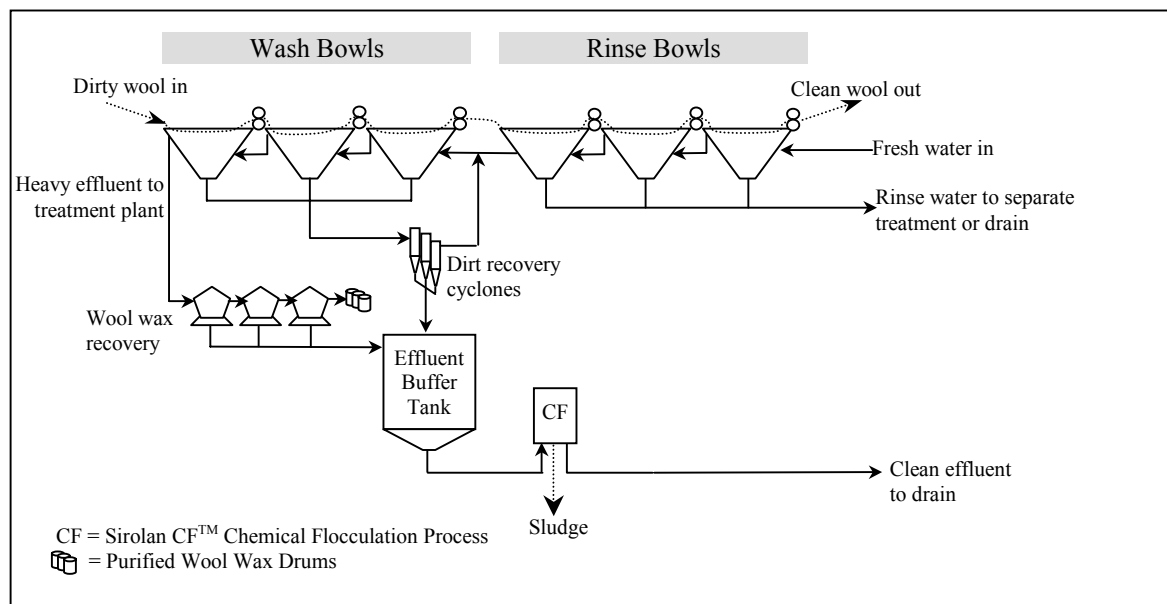 Wash Bowls
Rinse Bowls
Dirty wool in
Clean wool out
Fresh water in
Heavy effluent to
treatment plant
Rinse water to separate
treatment or drain
Dirt recovery
cyclones
Wool wax
recovery
Effluent
Buffer
Tank
CF
Clean effluent
to drain
Sludge
CF = Sirolan CF™ Chemical Flocculation Process
= Purified Wool Wax Drums